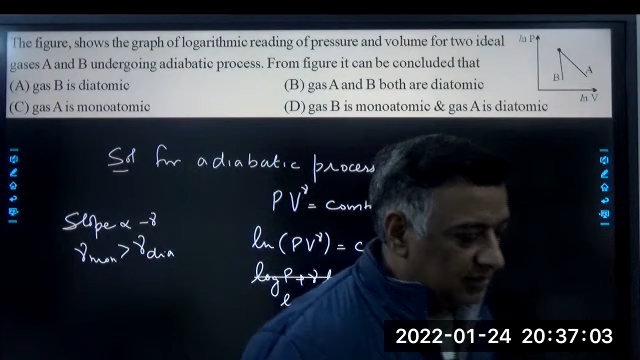 The figure, shows the graph of logarithmic reading of pressure and volume for two ideal
gases A and B undergoing adiabatic process. From figure it can be concluded that
(A) gas B is diatomic
(B) gas A and B both are diatomic
(C) gas A is monoatomic
(D) gas B is monoatomic & gas A is diatomic
ln P
A
B
ln V
Sol for adiabatic process
PVᵞ =
Slope ∝ -γ
γmon > γdia
ln (PVᵞ) = c
log P + γ l
l
2022-01-24 20:37:03